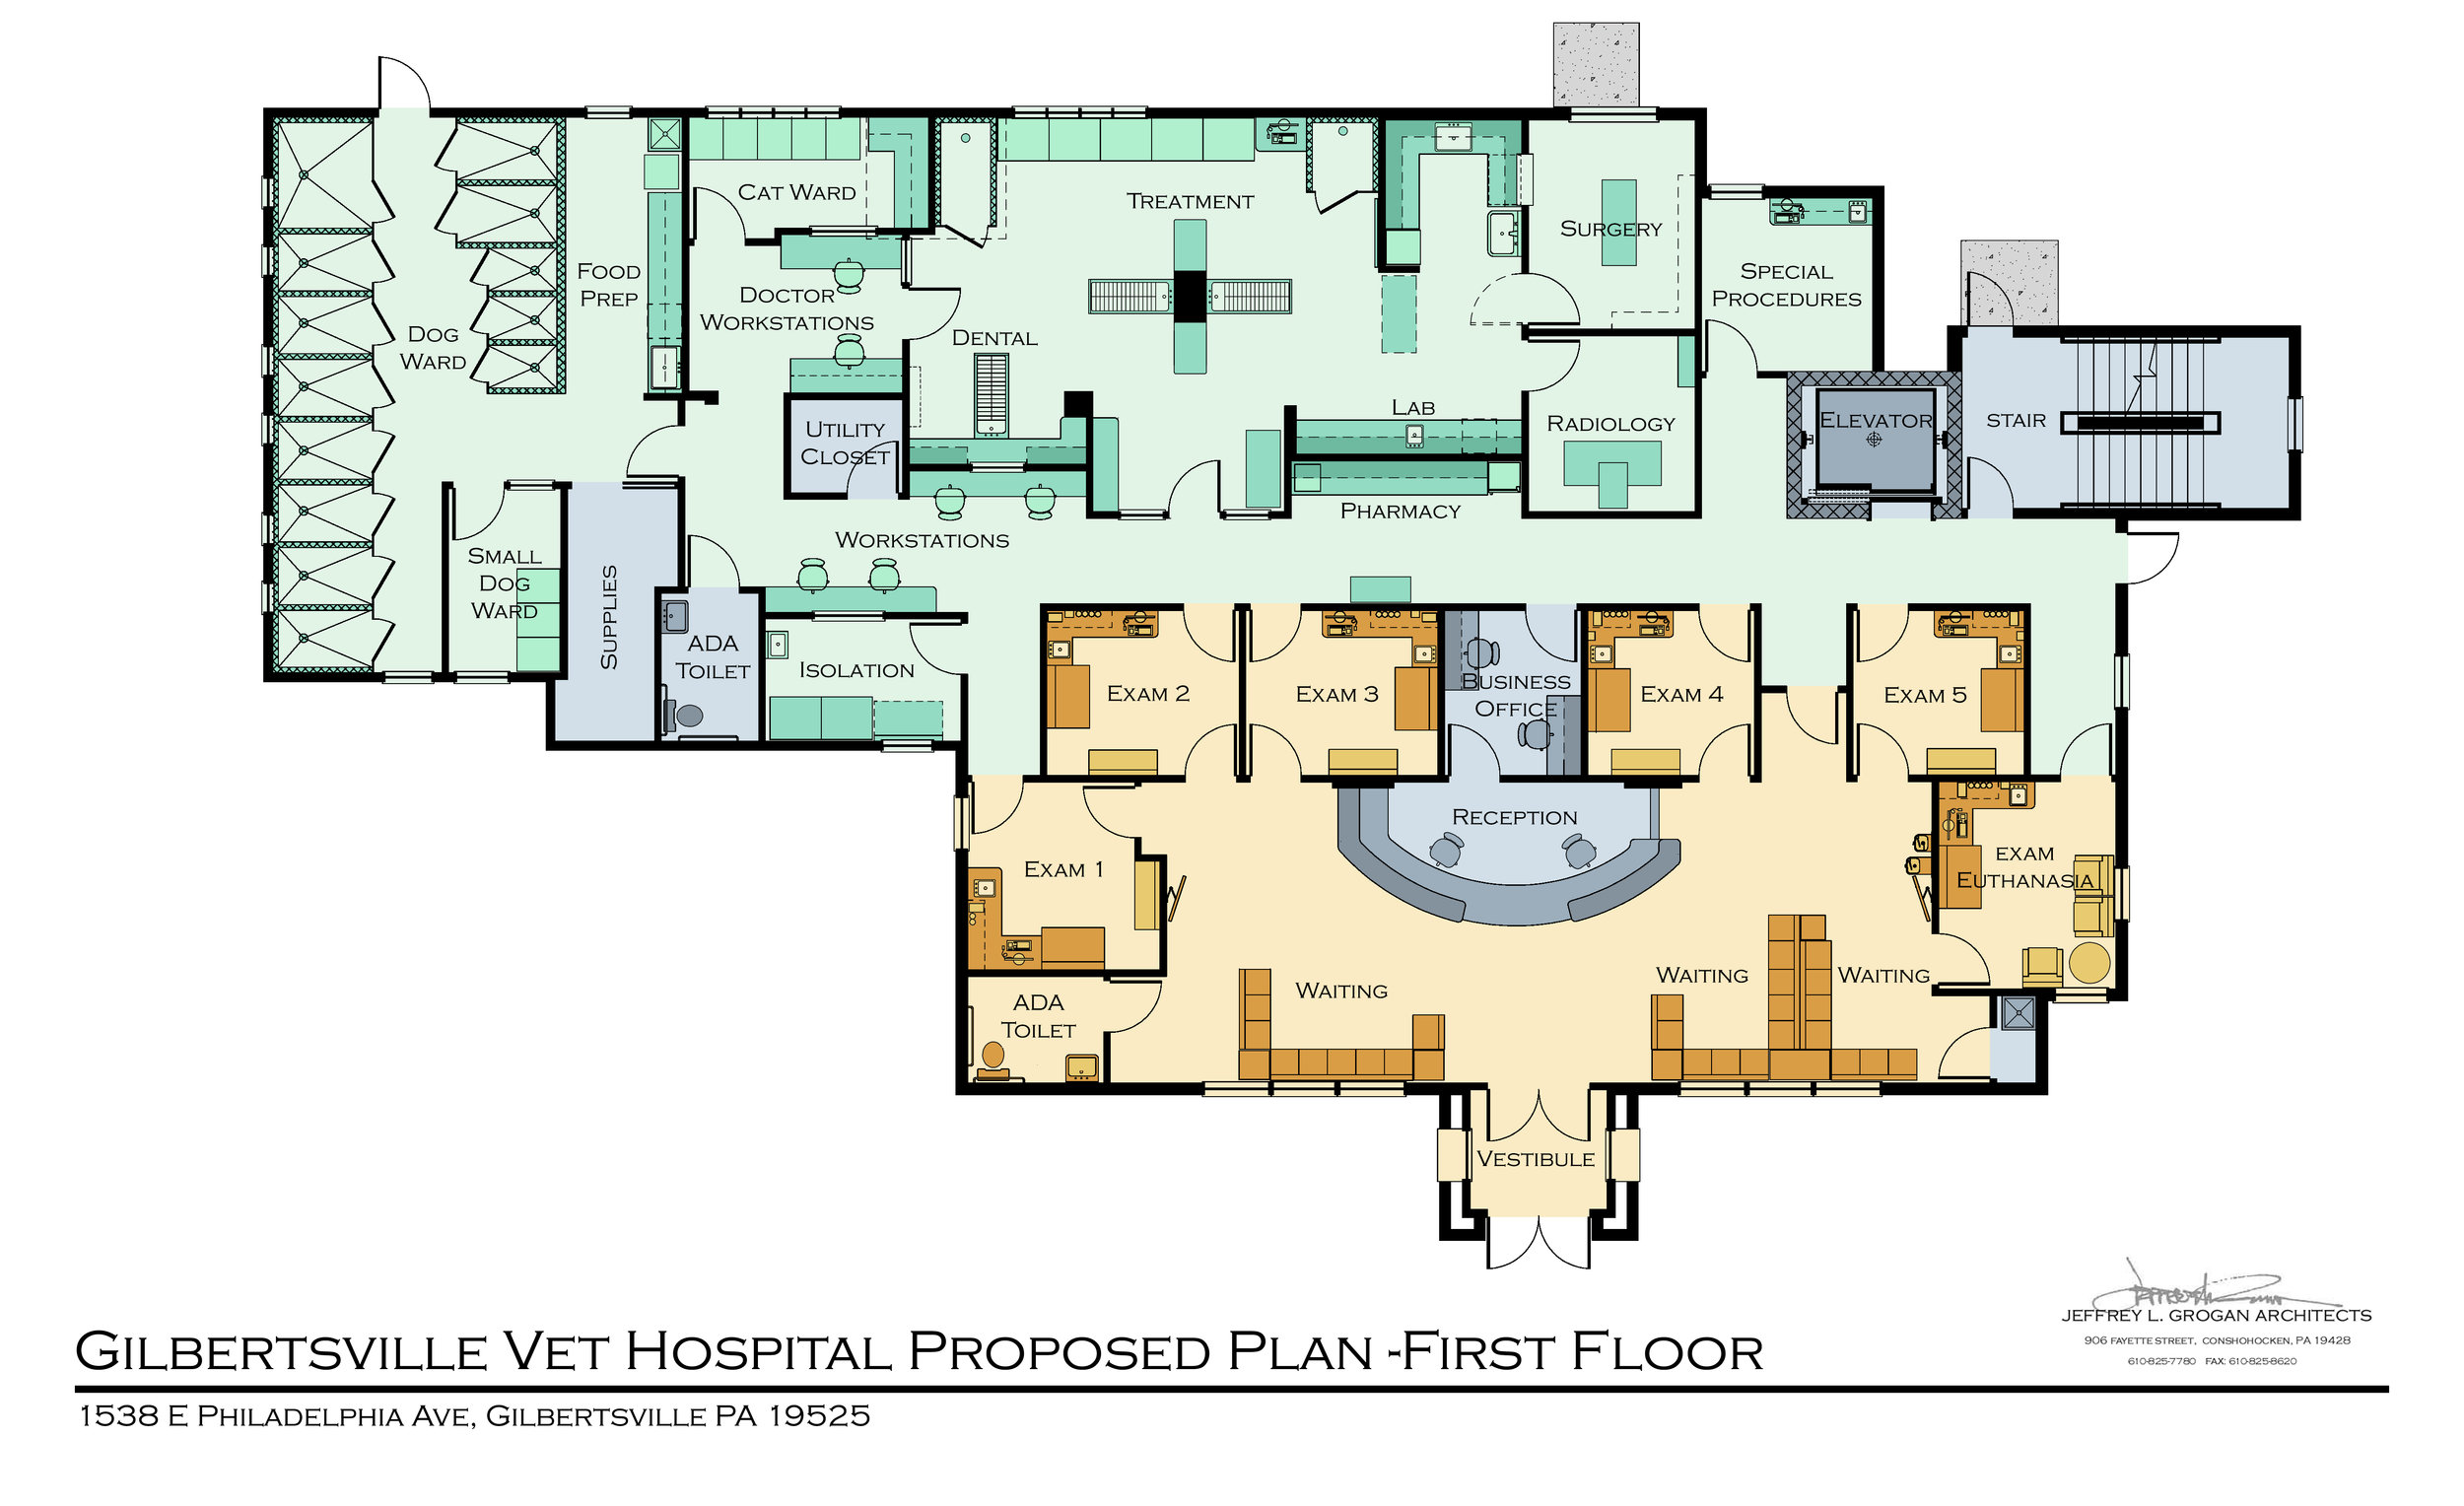 Cat Ward
Treatment
Surgery
Food
Prep
Special
Procedures
Doctor
Workstations
Dog
Ward
Dental
Lab
Radiology
Elevator
stair
Utility
Closet
Pharmacy
Workstations
Small
Dog
Ward
Supplies
ADA
Toilet
Isolation
Exam 2
Exam 3
Business
Office
Exam 4
Exam 5
Reception
Exam 1
exam
Euthanasia
Waiting
Waiting
Waiting
ADA
Toilet
Vestibule
JEFFREY L. GROGAN ARCHITECTS
906 FAYETTE STREET, CONSHOHOCKEN, PA 19428
610-825-7780 FAX: 610-825-8620
Gilbertsville Vet Hospital Proposed Plan -First Floor
1538 E Philadelphia Ave, Gilbertsville PA 19525